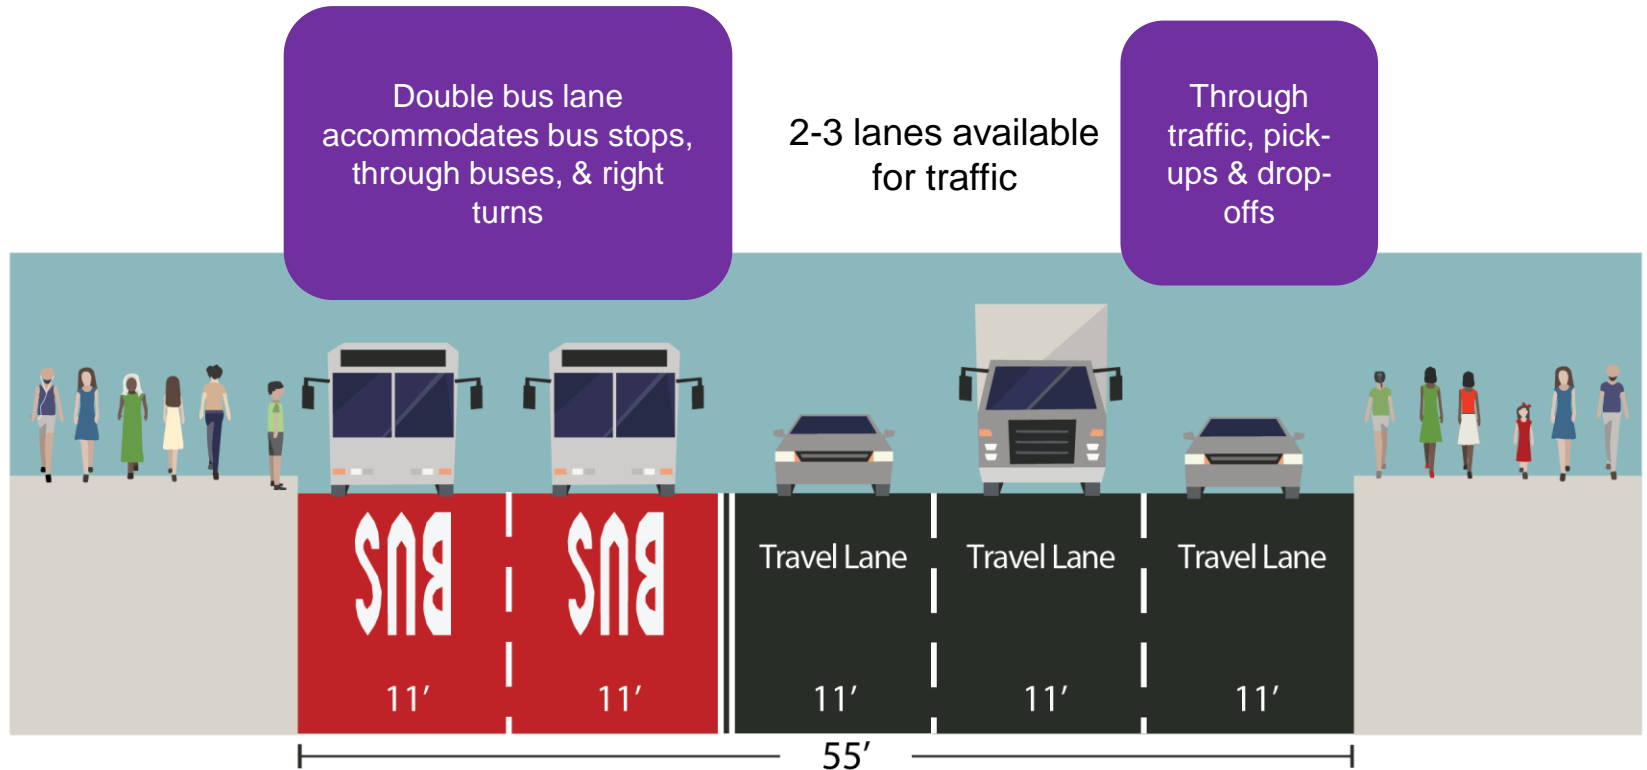 Double bus lane
accommodates bus stops,
through buses, & right
turns
2-3 lanes available
for traffic
Through
traffic, pick-
ups & drop-
offs
BUS
BUS
Travel Lane
Travel Lane
Travel Lane
11'
11'
11'
11'
11'
55'